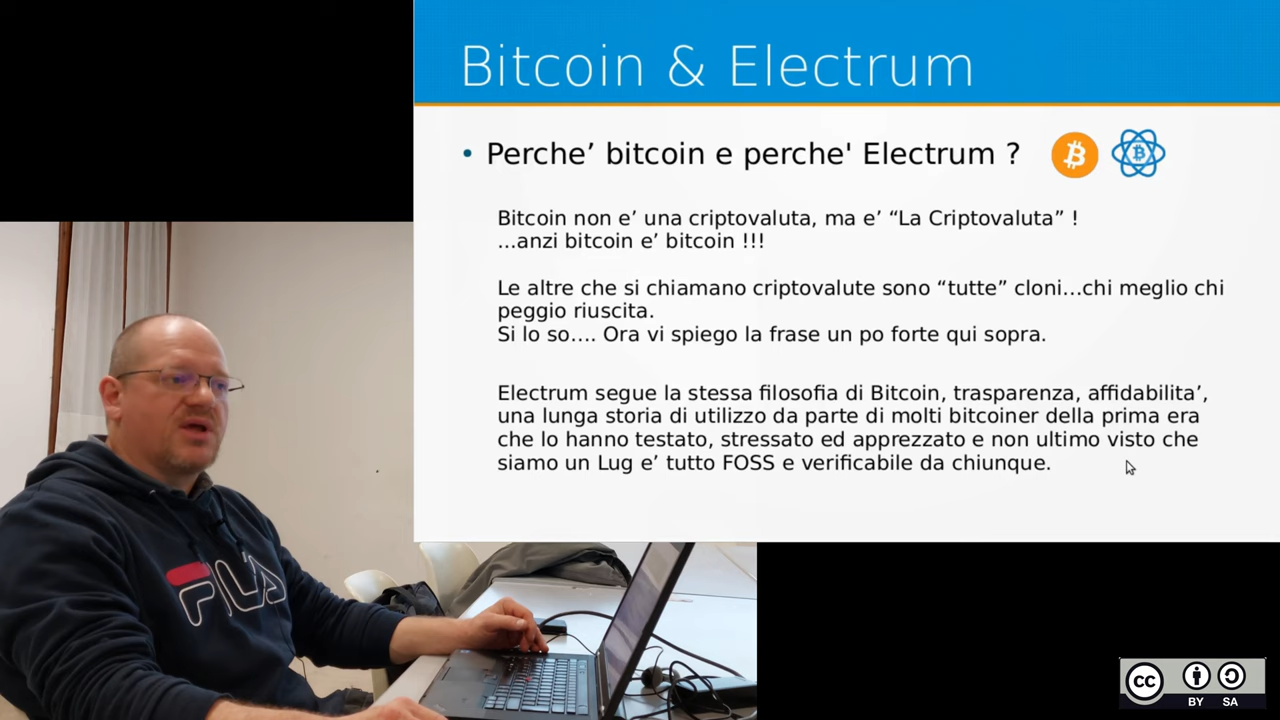 Bitcoin & Electrum
• Perche’ bitcoin e perche' Electrum ?
Bitcoin non e’ una criptovaluta, ma e’ “La Criptovaluta” !
...anzi bitcoin e’ bitcoin !!!
Le altre che si chiamano criptovalute sono “tutte” cloni...chi meglio chi
peggio riuscita.
Si lo so.... Ora vi spiego la frase un po forte qui sopra.
Electrum segue la stessa filosofia di Bitcoin, trasparenza, affidabilita’,
una lunga storia di utilizzo da parte di molti bitcoiner della prima era
che lo hanno testato, stressato ed apprezzato e non ultimo visto che
siamo un Lug e’ tutto FOSS e verificabile da chiunque.
FILA
cc
BY SA